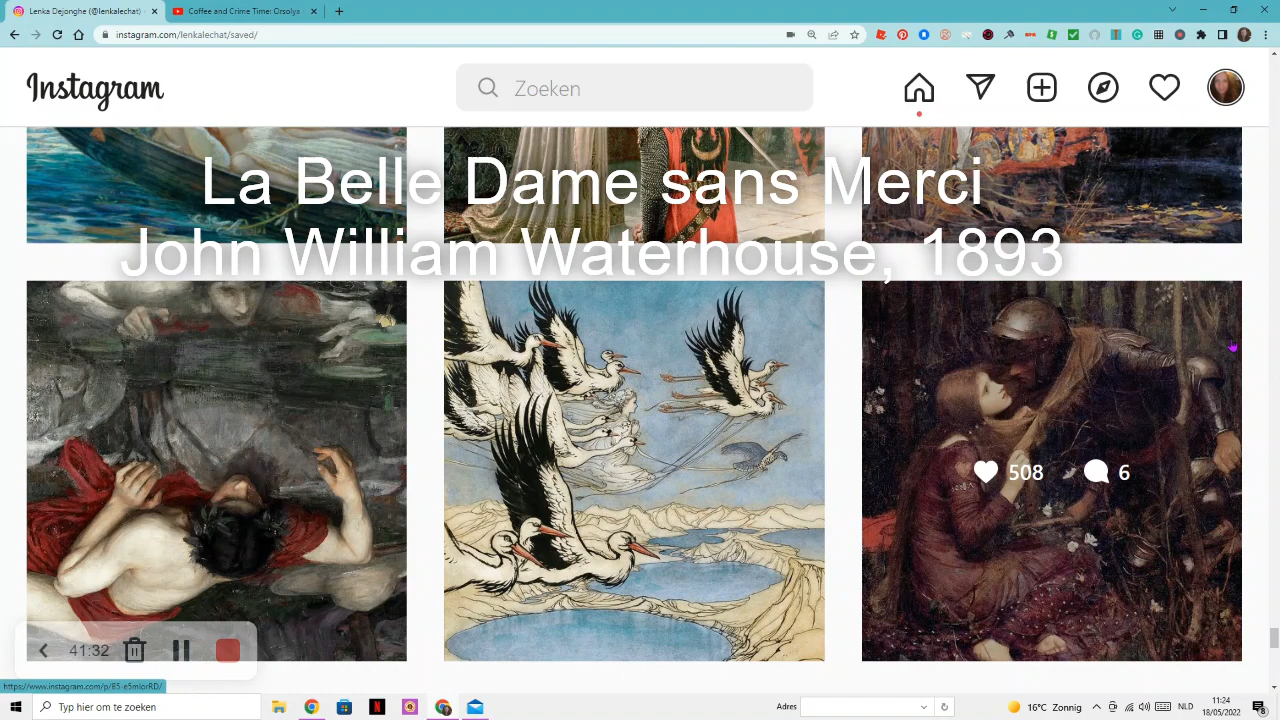 Lenka Dejonghe (@lenkalechat)
Coffee and Crime Time: Orsolya
instagram.com/lenkalechat/saved/
Instagram
Zoeken
La Belle Dame sans Merci
John William Waterhouse, 1893
508
6
41:32
https://www.instagram.com/p/B5-e5mlorRD/
Typ hier om te zoeken
Adres
16°C Zonnig
NLD
11:24
18/05/2022
8